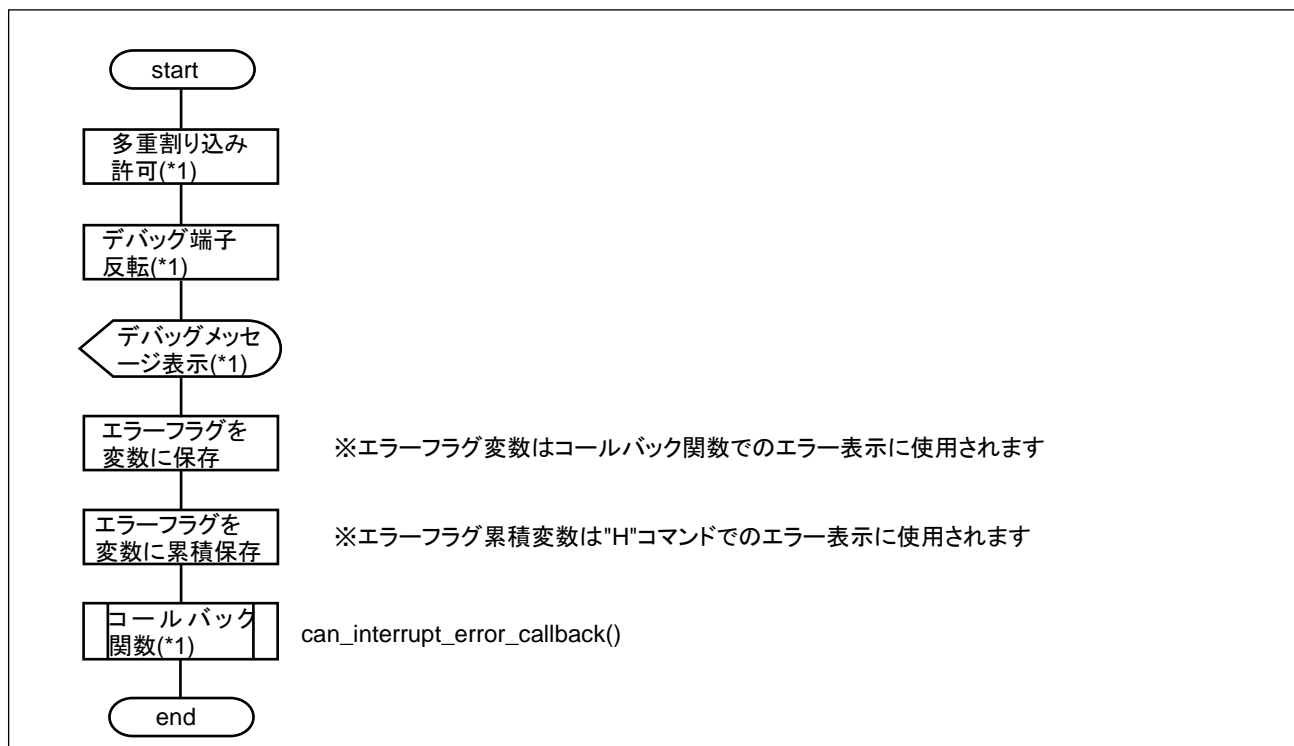 start
多重割り込み
許可(*1)
デバッグ端子
反転(*1)
デバッグメッセ
ージ表示(*1)
エラーフラグを
変数に保存
※エラーフラグ変数はコールバック関数でのエラー表示に使用されます
エラーフラグを
変数に累積保存
※エラーフラグ累積変数は"H"コマンドでのエラー表示に使用されます
コールバック
関数(*1)
can_interrupt_error_callback()
end